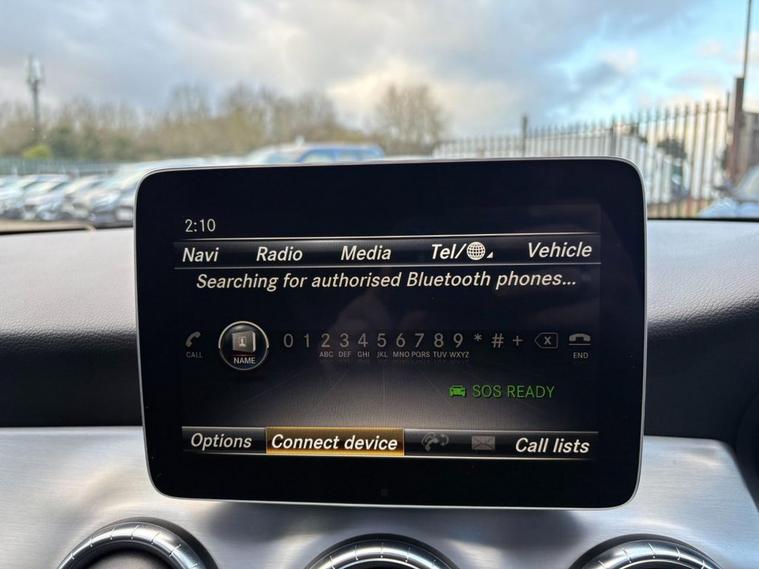 2:10
Navi Radio Media Tel/ Vehicle
Searching for authorised Bluetooth phones...
0 1 2 3 4 5 6 7 8 9 * # + X
ABC DEF GHI JKL MNO PQRS TUV WXYZ
CALL NAME END
SOS READY
Options Connect device Call lists